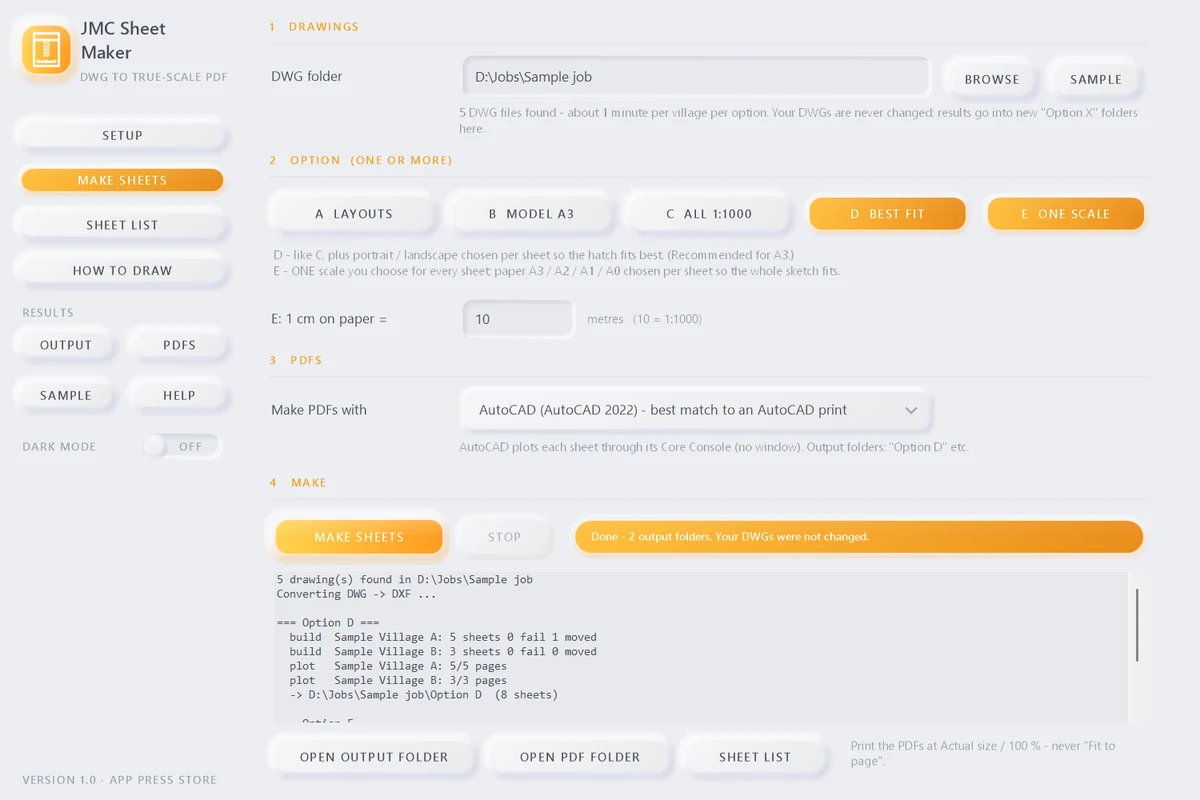 JMC Sheet
Maker
DWG TO TRUE-SCALE PDF
SETUP
MAKE SHEETS
SHEET LIST
HOW TO DRAW
RESULTS
OUTPUT PDFS
SAMPLE HELP
DARK MODE OFF
VERSION 1.0 · APP PRESS STORE
1 DRAWINGS
DWG folder D:\Jobs\Sample job BROWSE SAMPLE
5 DWG files found - about 1 minute per village per option. Your DWGs are never changed; results go into new "Option X" folders
here.
2 OPTION (ONE OR MORE)
A LAYOUTS B MODEL A3 C ALL 1:1000 D BEST FIT E ONE SCALE
D - like C, plus portrait / landscape chosen per sheet so the hatch fits best. (Recommended for A3.)
E - ONE scale you choose for every sheet; paper A3 / A2 / A1 / A0 chosen per sheet so the whole sketch fits.
E: 1 cm on paper = 10 metres (10 = 1:1000)
3 PDFS
Make PDFs with AutoCAD (AutoCAD 2022) - best match to an AutoCAD print
AutoCAD plots each sheet through its Core Console (no window). Output folders: "Option D" etc.
4 MAKE
MAKE SHEETS STOP Done - 2 output folders. Your DWGs were not changed.
5 drawing(s) found in D:\Jobs\Sample job
Converting DWG -> DXF ...
=== Option D ===
build Sample Village A: 5 sheets 0 fail 1 moved
build Sample Village B: 3 sheets 0 fail 0 moved
plot Sample Village A: 5/5 pages
plot Sample Village B: 3/3 pages
-> D:\Jobs\Sample job\Option D (8 sheets)
OPEN OUTPUT FOLDER OPEN PDF FOLDER SHEET LIST
Print the PDFs at Actual size / 100 % - never "Fit to
page".